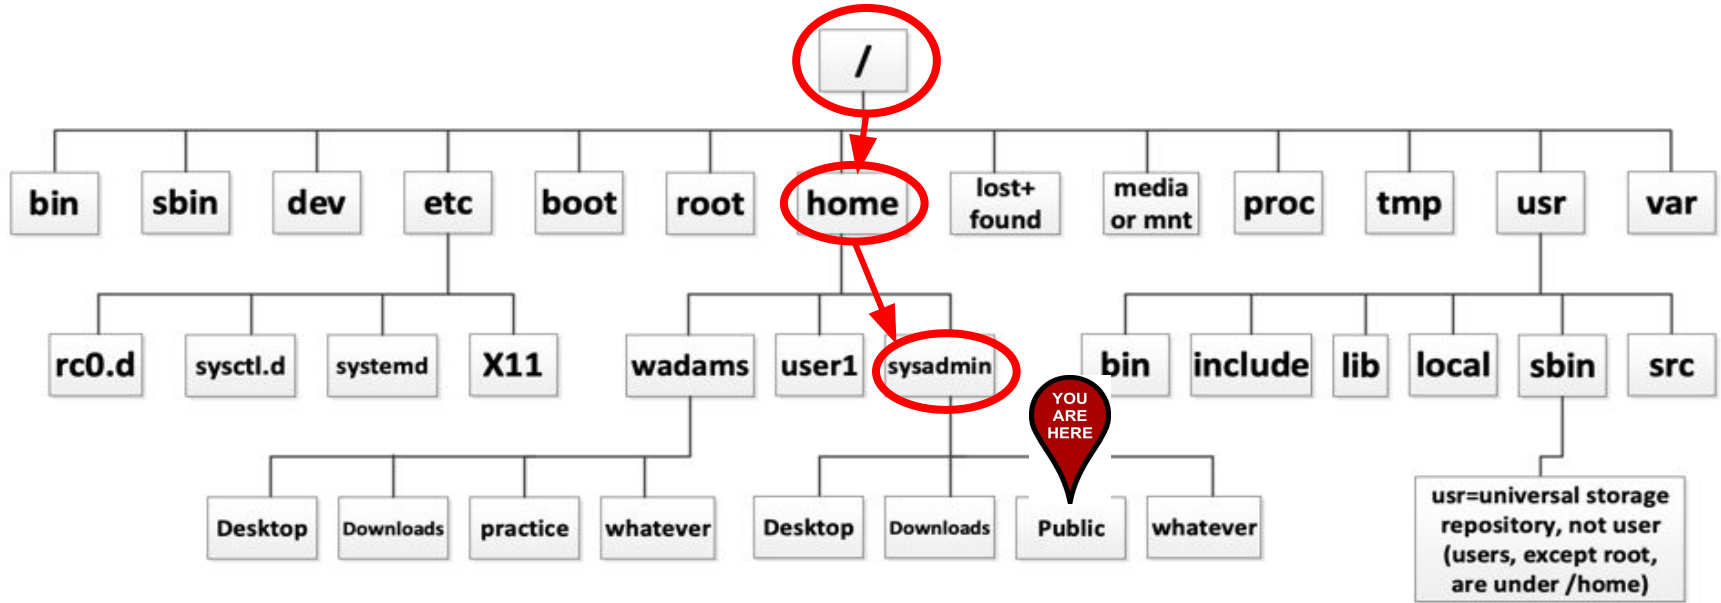 /
bin
sbin
dev
etc
boot
root
home
lost+
found
media
or mnt
proc
tmp
usr
var
rc0.d
sysctl.d
systemd
X11
wadams
user1
sysadmin
bin
include
lib
local
sbin
src
YOU
ARE
HERE
Desktop
Downloads
practice
whatever
Desktop
Downloads
Public
whatever
usr=universal storage
repository, not user
(users, except root,
are under /home)